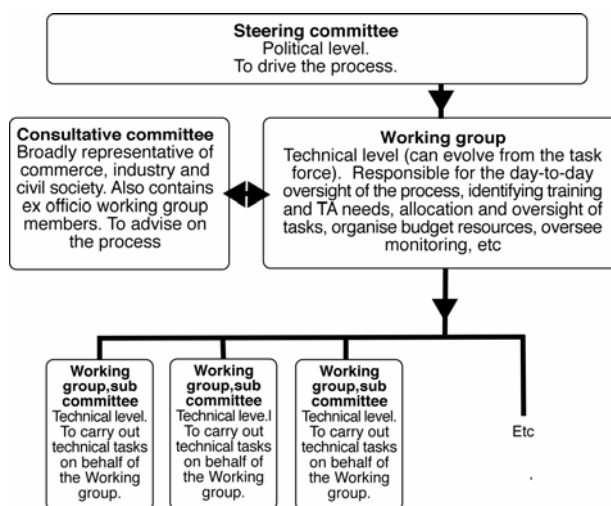 Steering committee
Political level.
To drive the process.
Consultative committee
Broadly representative of
commerce, industry and
civil society. Also contains
ex officio working group
members. To advise on
the process
Working group
Technical level (can evolve from the task
force). Responsible for the day-to-day
oversight of the process, identifying training
and TA needs, allocation and oversight of
tasks, organise budget resources, oversee
monitoring, etc
Working
group,sub
committee
Technical level.
To carry out
technical tasks
on behalf of
the Working
group.
Working
group,sub
committee
Technical leve.l
To carry out
technical tasks
on behalf of
the Working
group.
Working
group,sub
committee
Technical level.
To carry out
technical tasks
on behalf of
the Working
group.
Etc
.